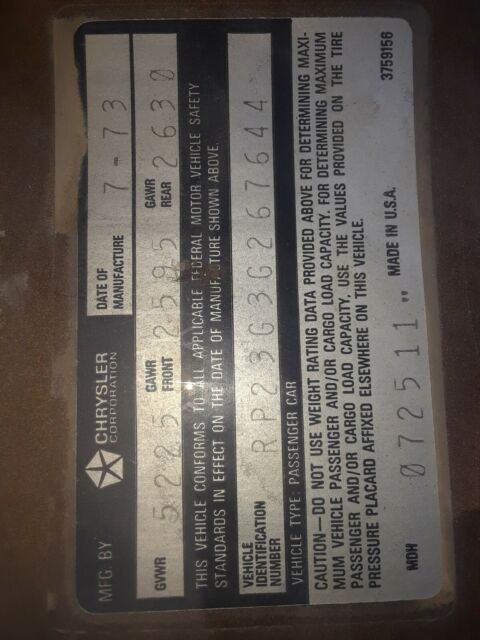 MFG. BY CHRYSLER CORPORATION DATE OF MANUFACTURE 7-73
GVWR 5225 GAWR FRONT 2595 GAWR REAR 2630
THIS VEHICLE CONFORMS TO ALL APPLICABLE FEDERAL MOTOR VEHICLE SAFETY
STANDARDS IN EFFECT ON THE DATE OF MANUFACTURE SHOWN ABOVE.
VEHICLE IDENTIFICATION NUMBER RP23G3G267644
VEHICLE TYPE: PASSENGER CAR
CAUTION—DO NOT USE WEIGHT RATING DATA PROVIDED ABOVE FOR DETERMINING MAXI-
MUM VEHICLE PASSENGER AND/OR CARGO LOAD CAPACITY. FOR DETERMINING MAXIMUM
PASSENGER AND/OR CARGO LOAD CAPACITY, USE THE VALUES PROVIDED ON THE TIRE
PRESSURE PLACARD AFFIXED ELSEWHERE ON THIS VEHICLE.
MDH 072511 " MADE IN U.S.A. 3759156